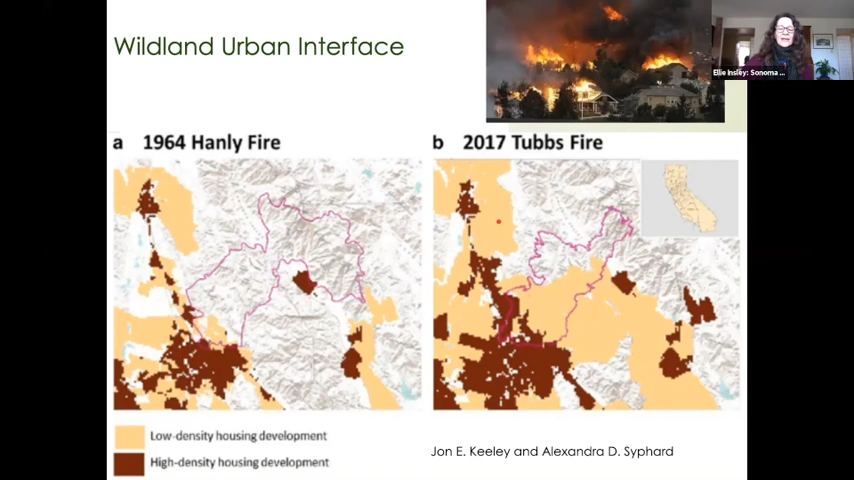 Wildland Urban Interface
Ellie Insley: Sonoma ...
a 1964 Hanly Fire
b 2017 Tubbs Fire
Low-density housing development
High-density housing development
Jon E. Keeley and Alexandra D. Syphard